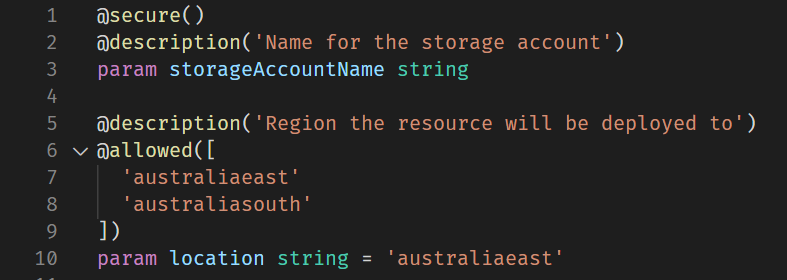 1 @secure()
2 @description('Name for the storage account')
3 param storageAccountName string
4
5 @description('Region the resource will be deployed to')
6 @allowed([
7 'australiaeast'
8 'australiasouth'
9 ])
10 param location string = 'australiaeast'